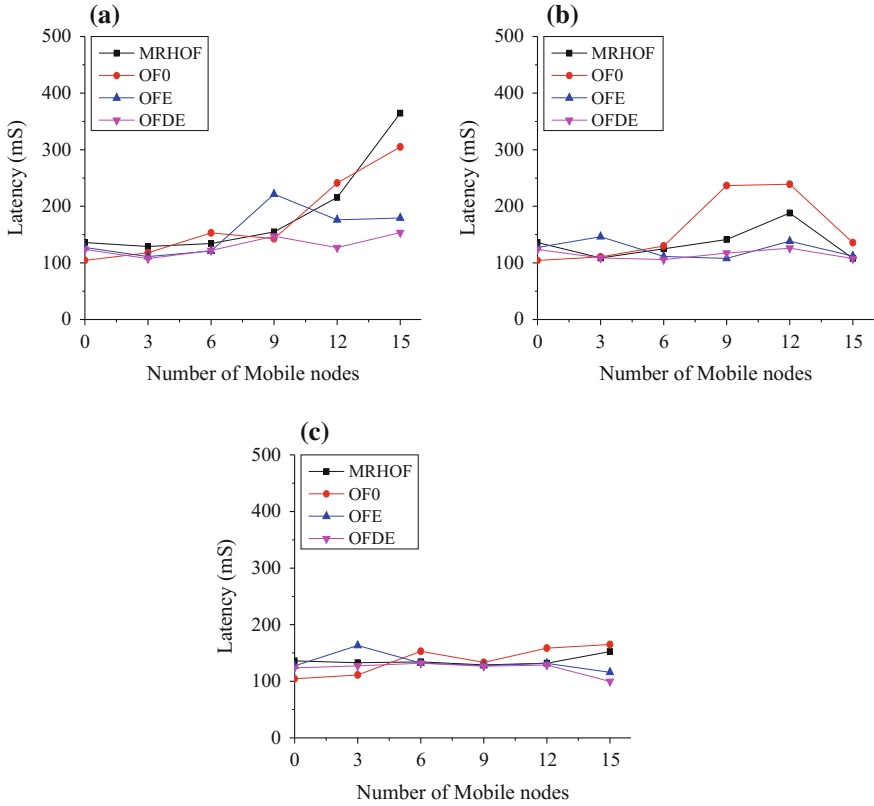 (a)
500
400
300
200
100
0
Latency (mS)
MRHOF
OF0
OFE
OFDE
0 3 6 9 12 15
Number of Mobile nodes
(b)
500
400
300
200
100
0
Latency (mS)
MRHOF
OF0
OFE
OFDE
0 3 6 9 12 15
Number of Mobile nodes
(c)
500
400
300
200
100
0
Latency (mS)
MRHOF
OF0
OFE
OFDE
0 3 6 9 12 15
Number of Mobile nodes